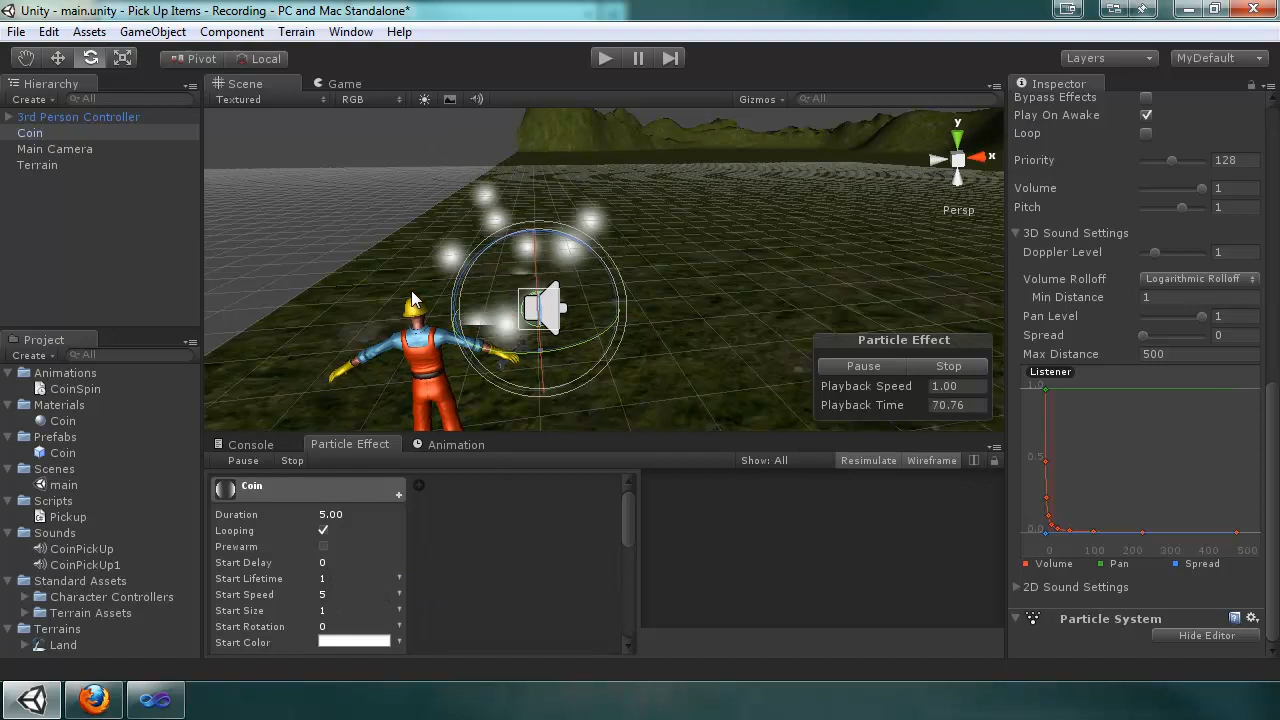 Unity - main.unity - Pick Up Items - Recording - PC and Mac Standalone*
File Edit Assets GameObject Component Terrain Window Help
Pivot Local Layers MyDefault
Hierarchy
Create All
3rd Person Controller
Coin
Main Camera
Terrain
Project
Create All
Animations
CoinSpin
Materials
Coin
Prefabs
Coin
Scenes
main
Scripts
Pickup
Sounds
CoinPickUp
CoinPickUp1
Standard Assets
Character Controllers
Terrain Assets
Terrains
Land
Scene Game
Textured RGB Gizmos All
y
x
Persp
Particle Effect
Pause Stop
Playback Speed 1.00
Playback Time 70.76
Console Particle Effect Animation
Pause Stop Show: All Resimulate Wireframe
Coin
Duration 5.00
Looping
Prewarm
Start Delay 0
Start Lifetime 1
Start Speed 5
Start Size 1
Start Rotation 0
Start Color
Inspector
Bypass Effects
Play On Awake
Loop
Priority 128
Volume 1
Pitch 1
3D Sound Settings
Doppler Level 1
Volume Rolloff Logarithmic Rolloff
Min Distance 1
Pan Level 1
Spread 0
Max Distance 500
Listener
1.0
0.5
0.0
0 100 200 300 400 500
Volume Pan Spread
2D Sound Settings
Particle System
Hide Editor